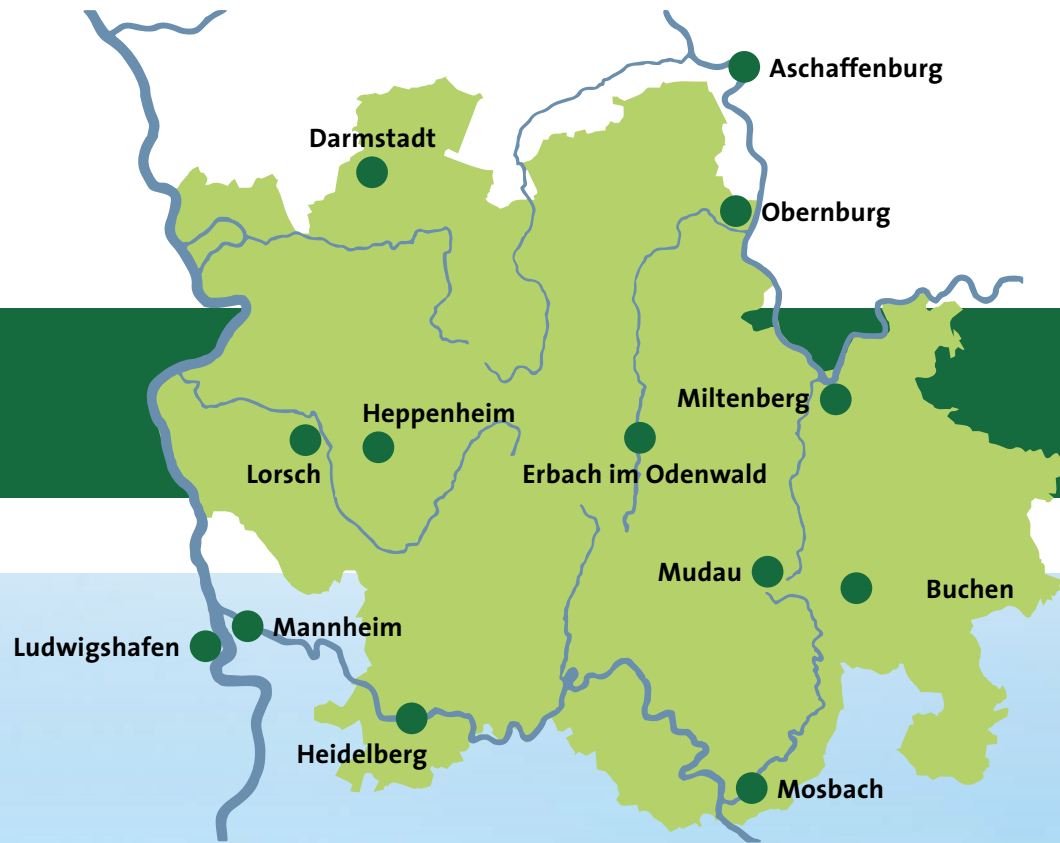 Aschaffenburg
Darmstadt
Obernburg
Miltenberg
Heppenheim
Lorsch
Erbach im Odenwald
Mudau
Buchen
Mannheim
Ludwigshafen
Heidelberg
Mosbach